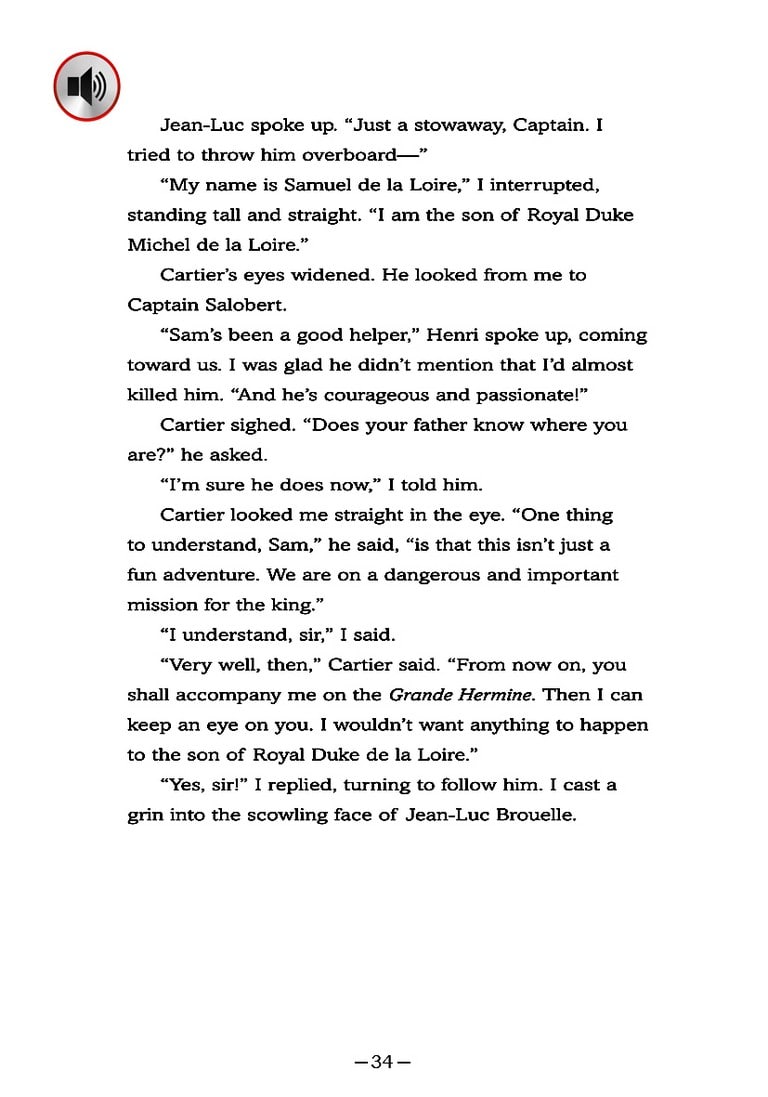 Jean-Luc spoke up. “Just a stowaway, Captain. I
tried to throw him overboard—”
“My name is Samuel de la Loire,” I interrupted,
standing tall and straight. “I am the son of Royal Duke
Michel de la Loire.”
Cartier’s eyes widened. He looked from me to
Captain Salobert.
“Sam’s been a good helper,” Henri spoke up, coming
toward us. I was glad he didn’t mention that I’d almost
killed him. “And he’s courageous and passionate!”
Cartier sighed. “Does your father know where you
are?” he asked.
“I’m sure he does now,” I told him.
Cartier looked me straight in the eye. “One thing
to understand, Sam,” he said, “is that this isn’t just a
fun adventure. We are on a dangerous and important
mission for the king.”
“I understand, sir,” I said.
“Very well, then,” Cartier said. “From now on, you
shall accompany me on the Grande Hermine. Then I can
keep an eye on you. I wouldn’t want anything to happen
to the son of Royal Duke de la Loire.”
“Yes, sir!” I replied, turning to follow him. I cast a
grin into the scowling face of Jean-Luc Brouelle.
—34—